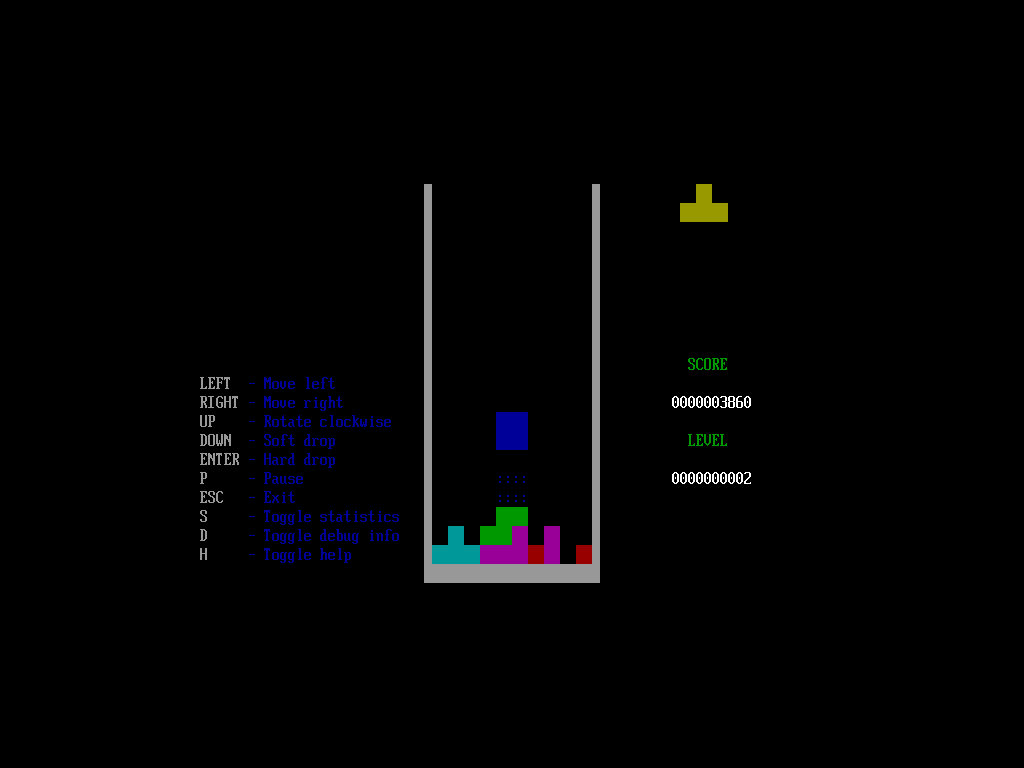 SCORE
LEFT - Move left
RIGHT - Move right
0000003860
UP - Rotate clockwise
DOWN - Soft drop
LEVEL
ENTER - Hard drop
P - Pause
0000000002
ESC - Exit
S - Toggle statistics
D - Toggle debug info
H - Toggle help